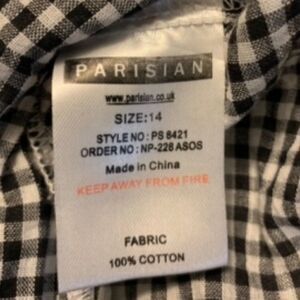 PARISIAN
www.parisian.co.uk
SIZE:14
STYLE NO : PS 8421
ORDER NO : NP-228 ASOS
Made in China
KEEP AWAY FROM FIRE
FABRIC
100% COTTON